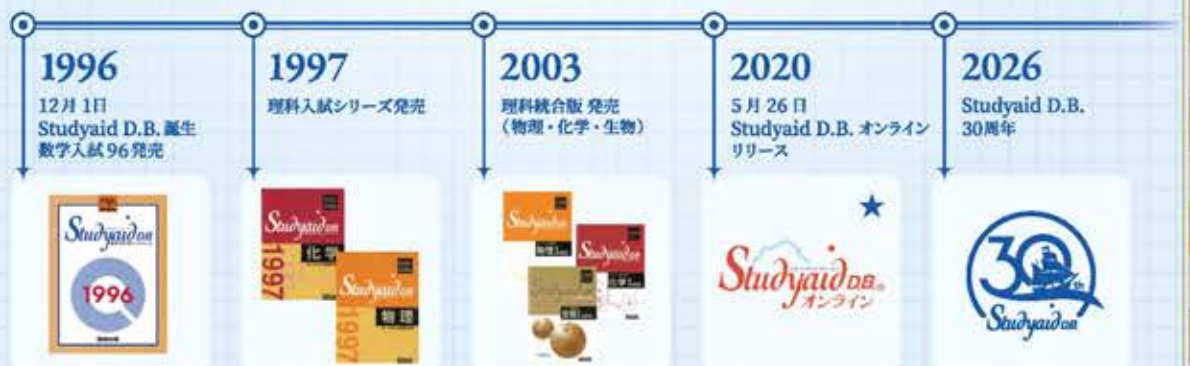 1996
12月1日
Studyaid D.B. 誕生
数学入試96発売
1997
理科入試シリーズ発売
2003
理科統合版 発売
（物理・化学・生物）
2020
5月26日
Studyaid D.B. オンライン
リリース
2026
Studyaid D.B.
30周年
Studyaid D.B.
1996
Studyaid D.B.
化学
1997
Studyaid D.B.
物理
1997
Studyaid
Studyaid
Studyaid D.B.
オンライン
30th
Studyaid D.B.